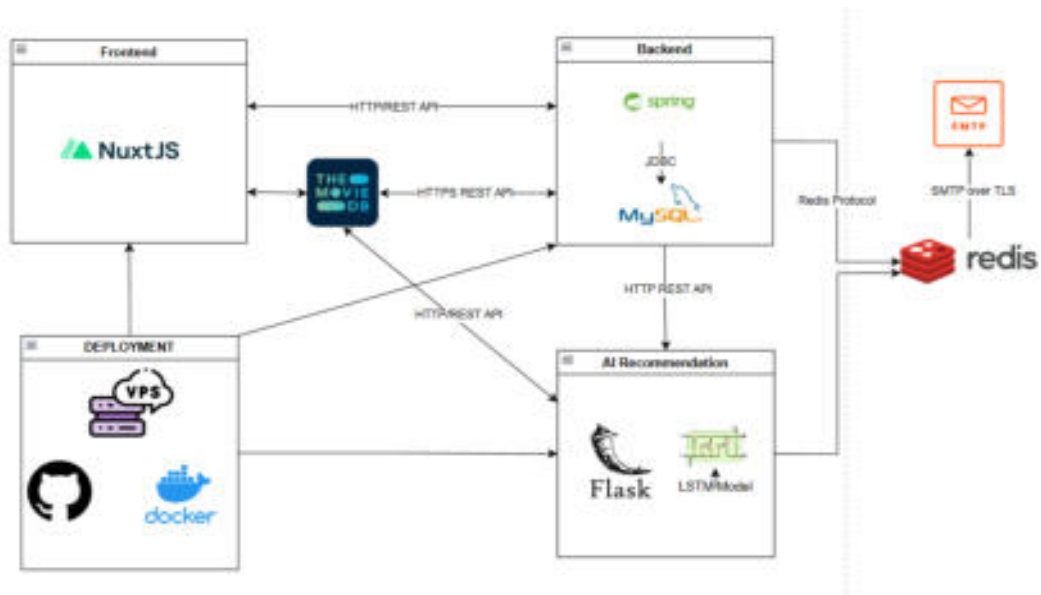 Frontend
NuxtJS
HTTP/REST API
THE
MOVIE
DB
HTTPS REST API
HTTP/REST API
Backend
spring
JDBC
MySQL
HTTP REST API
Redis Protocol
SMTP
SMTP over TLS
redis
DEPLOYMENT
VPS
docker
AI Recommendation
Flask
LSTM Model